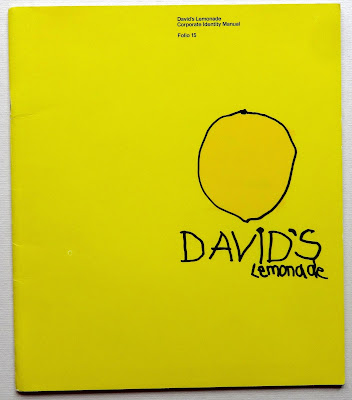 David's Lemonade
Corporate Identity Manual
Folio 15
DAViD'S
Lemonade